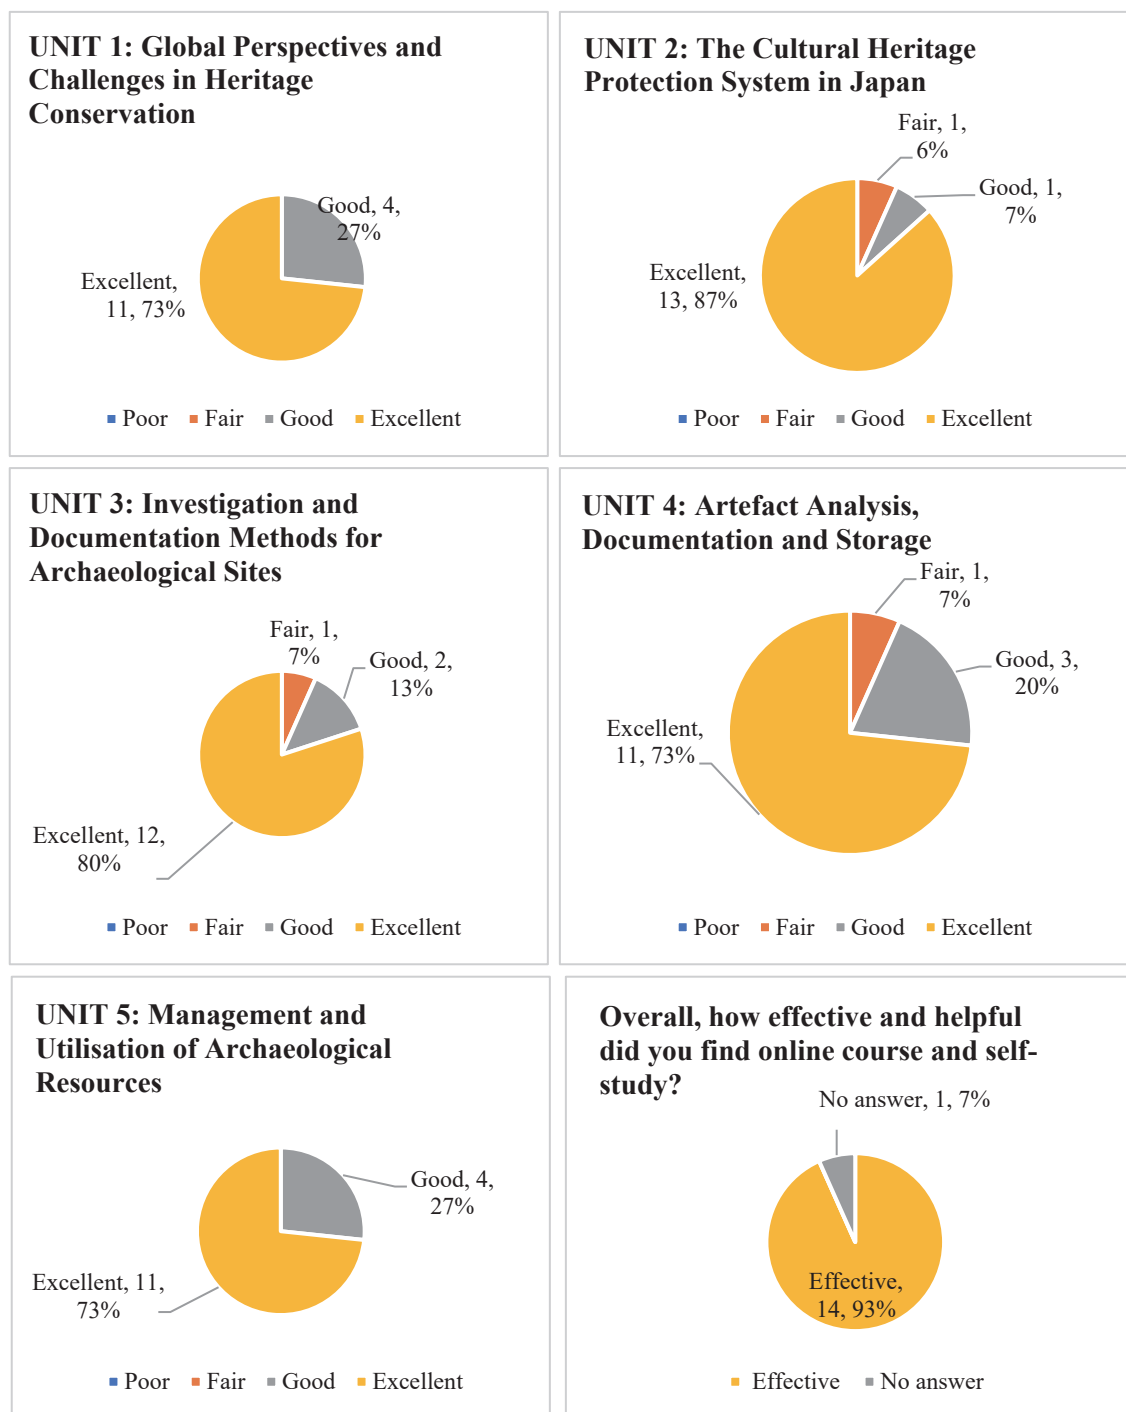 UNIT 1: Global Perspectives and
Challenges in Heritage
Conservation
Good, 4,
27%
Excellent,
11, 73%
Poor Fair Good Excellent
UNIT 2: The Cultural Heritage
Protection System in Japan
Fair, 1,
6%
Good, 1,
7%
Excellent,
13, 87%
Poor Fair Good Excellent
UNIT 3: Investigation and
Documentation Methods for
Archaeological Sites
Fair, 1,
7%
Good, 2,
13%
Excellent, 12,
80%
Poor Fair Good Excellent
UNIT 4: Artefact Analysis,
Documentation and Storage
Fair, 1,
7%
Good, 3,
20%
Excellent,
11, 73%
Poor Fair Good Excellent
UNIT 5: Management and
Utilisation of Archaeological
Resources
Good, 4,
27%
Excellent, 11,
73%
Poor Fair Good Excellent
Overall, how effective and helpful
did you find online course and self-
study?
No answer, 1, 7%
Effective,
14, 93%
Effective No answer